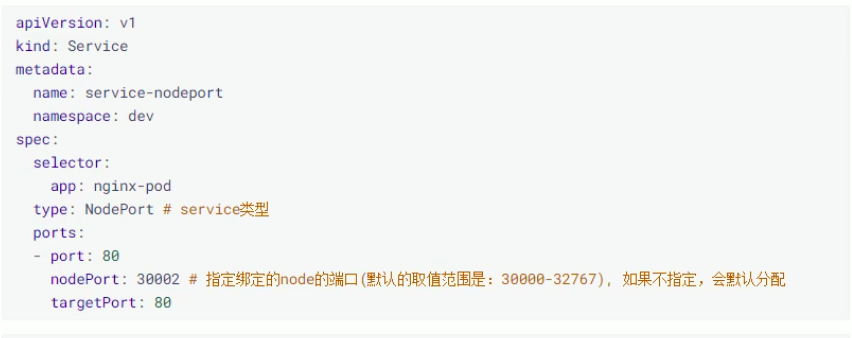 apiVersion: v1
kind: Service
metadata:
  name: service-nodeport
  namespace: dev
spec:
  selector:
    app: nginx-pod
  type: NodePort # service类型
  ports:
  - port: 80
    nodePort: 30002 # 指定绑定的node的端口(默认的取值范围是：30000-32767), 如果不指定，会默认分配
    targetPort: 80